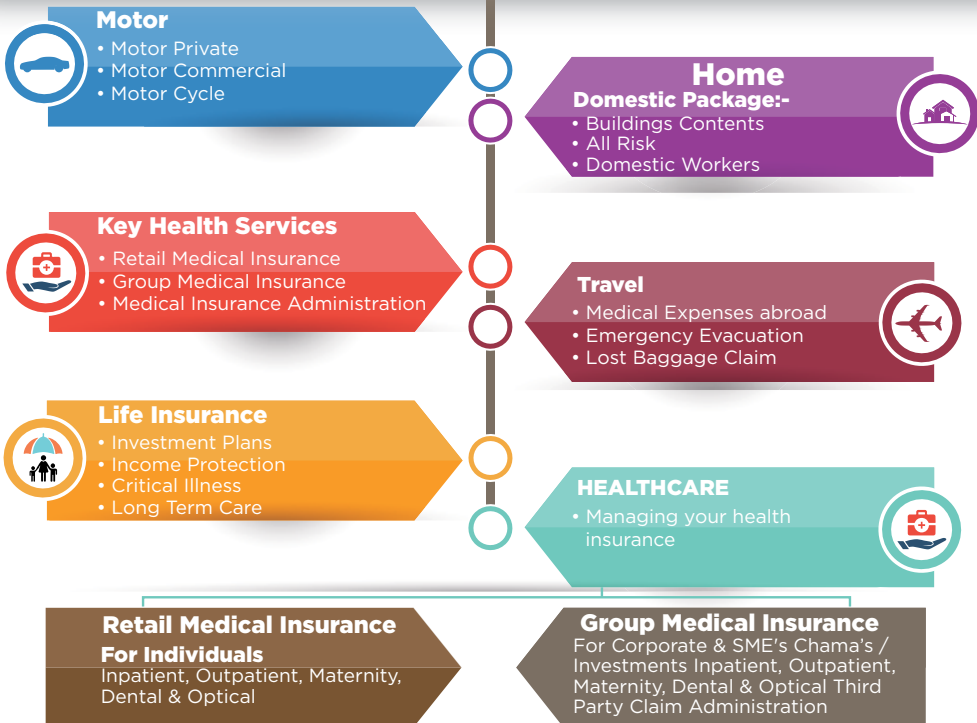 Motor
• Motor Private
• Motor Commercial
• Motor Cycle
Home
Domestic Package:-
• Buildings Contents
• All Risk
• Domestic Workers
Key Health Services
• Retail Medical Insurance
• Group Medical Insurance
• Medical Insurance Administration
Travel
• Medical Expenses abroad
• Emergency Evacuation
• Lost Baggage Claim
Life Insurance
• Investment Plans
• Income Protection
• Critical Illness
• Long Term Care
HEALTHCARE
• Managing your health
insurance
Retail Medical Insurance
For Individuals
Inpatient, Outpatient, Maternity,
Dental & Optical
Group Medical Insurance
For Corporate & SME's Chama's /
Investments Inpatient, Outpatient,
Maternity, Dental & Optical Third
Party Claim Administration